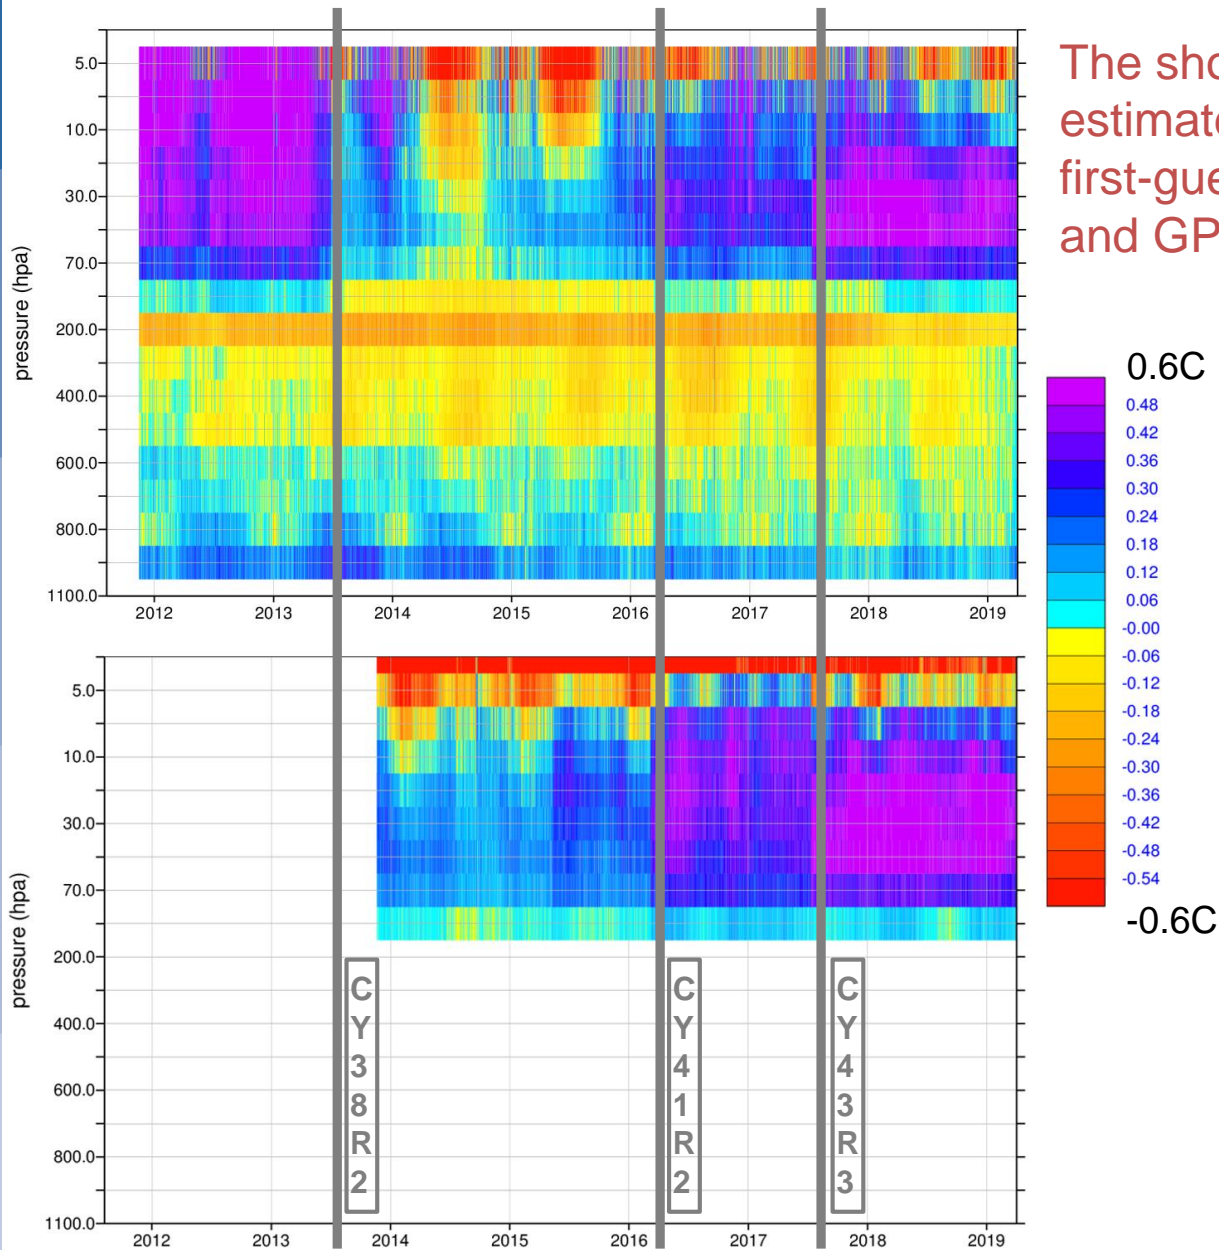 5.0
10.0
30.0
70.0
200.0
400.0
600.0
800.0
1100.0
pressure (hpa)
2012 2013 2014 2015 2016 2017 2018 2019
The sho
estimate
first-gue
and GP
0.6C
0.48
0.42
0.36
0.30
0.24
0.18
0.12
0.06
-0.00
-0.06
-0.12
-0.18
-0.24
-0.30
-0.36
-0.42
-0.48
-0.54
-0.6C
5.0
10.0
30.0
70.0
200.0
400.0
600.0
800.0
1100.0
pressure (hpa)
CY38R2
CY41R2
CY43R3
2012 2013 2014 2015 2016 2017 2018 2019